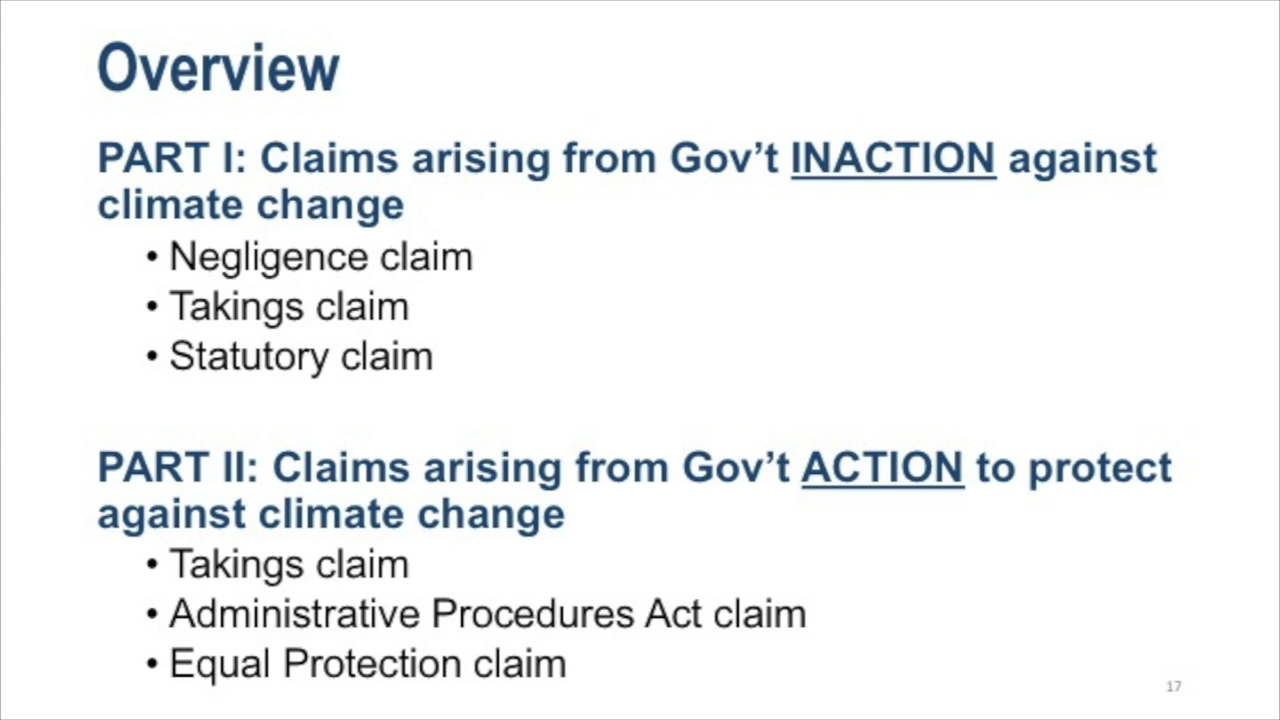 Overview
PART I: Claims arising from Gov’t INACTION against
climate change
• Negligence claim
• Takings claim
• Statutory claim
PART II: Claims arising from Gov’t ACTION to protect
against climate change
• Takings claim
• Administrative Procedures Act claim
• Equal Protection claim
17